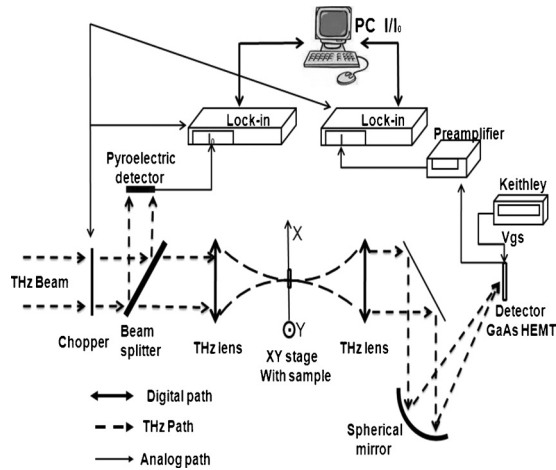 PC I/I₀
Lock-in
I₀
Lock-in
I
Preamplifier
Pyroelectric
detector
Keithley
Vgs
X
THz Beam
Y
Chopper
Beam
splitter
THz lens
XY stage
With sample
THz lens
Detector
GaAs HEMT
Digital path
THz Path
Analog path
Spherical
mirror